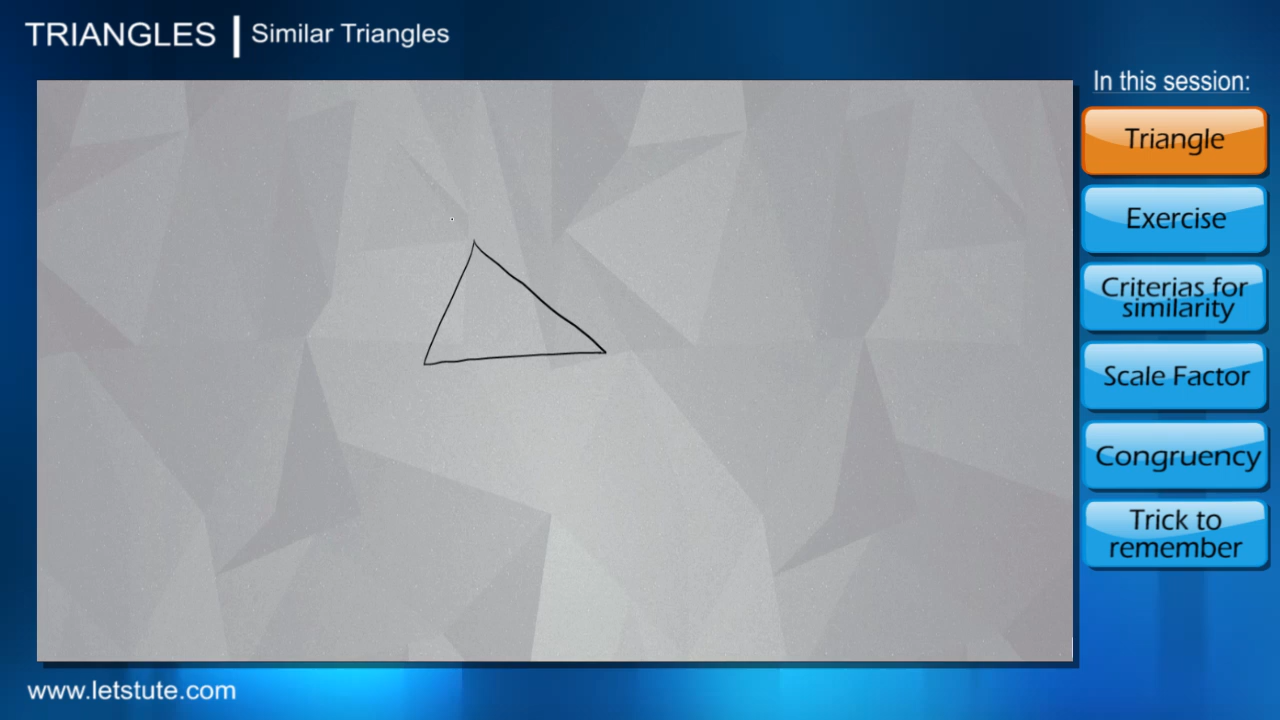 TRIANGLES | Similar Triangles
In this session:
Triangle
Exercise
Criterias for
similarity
Scale Factor
Congruency
Trick to
remember
www.letstute.com